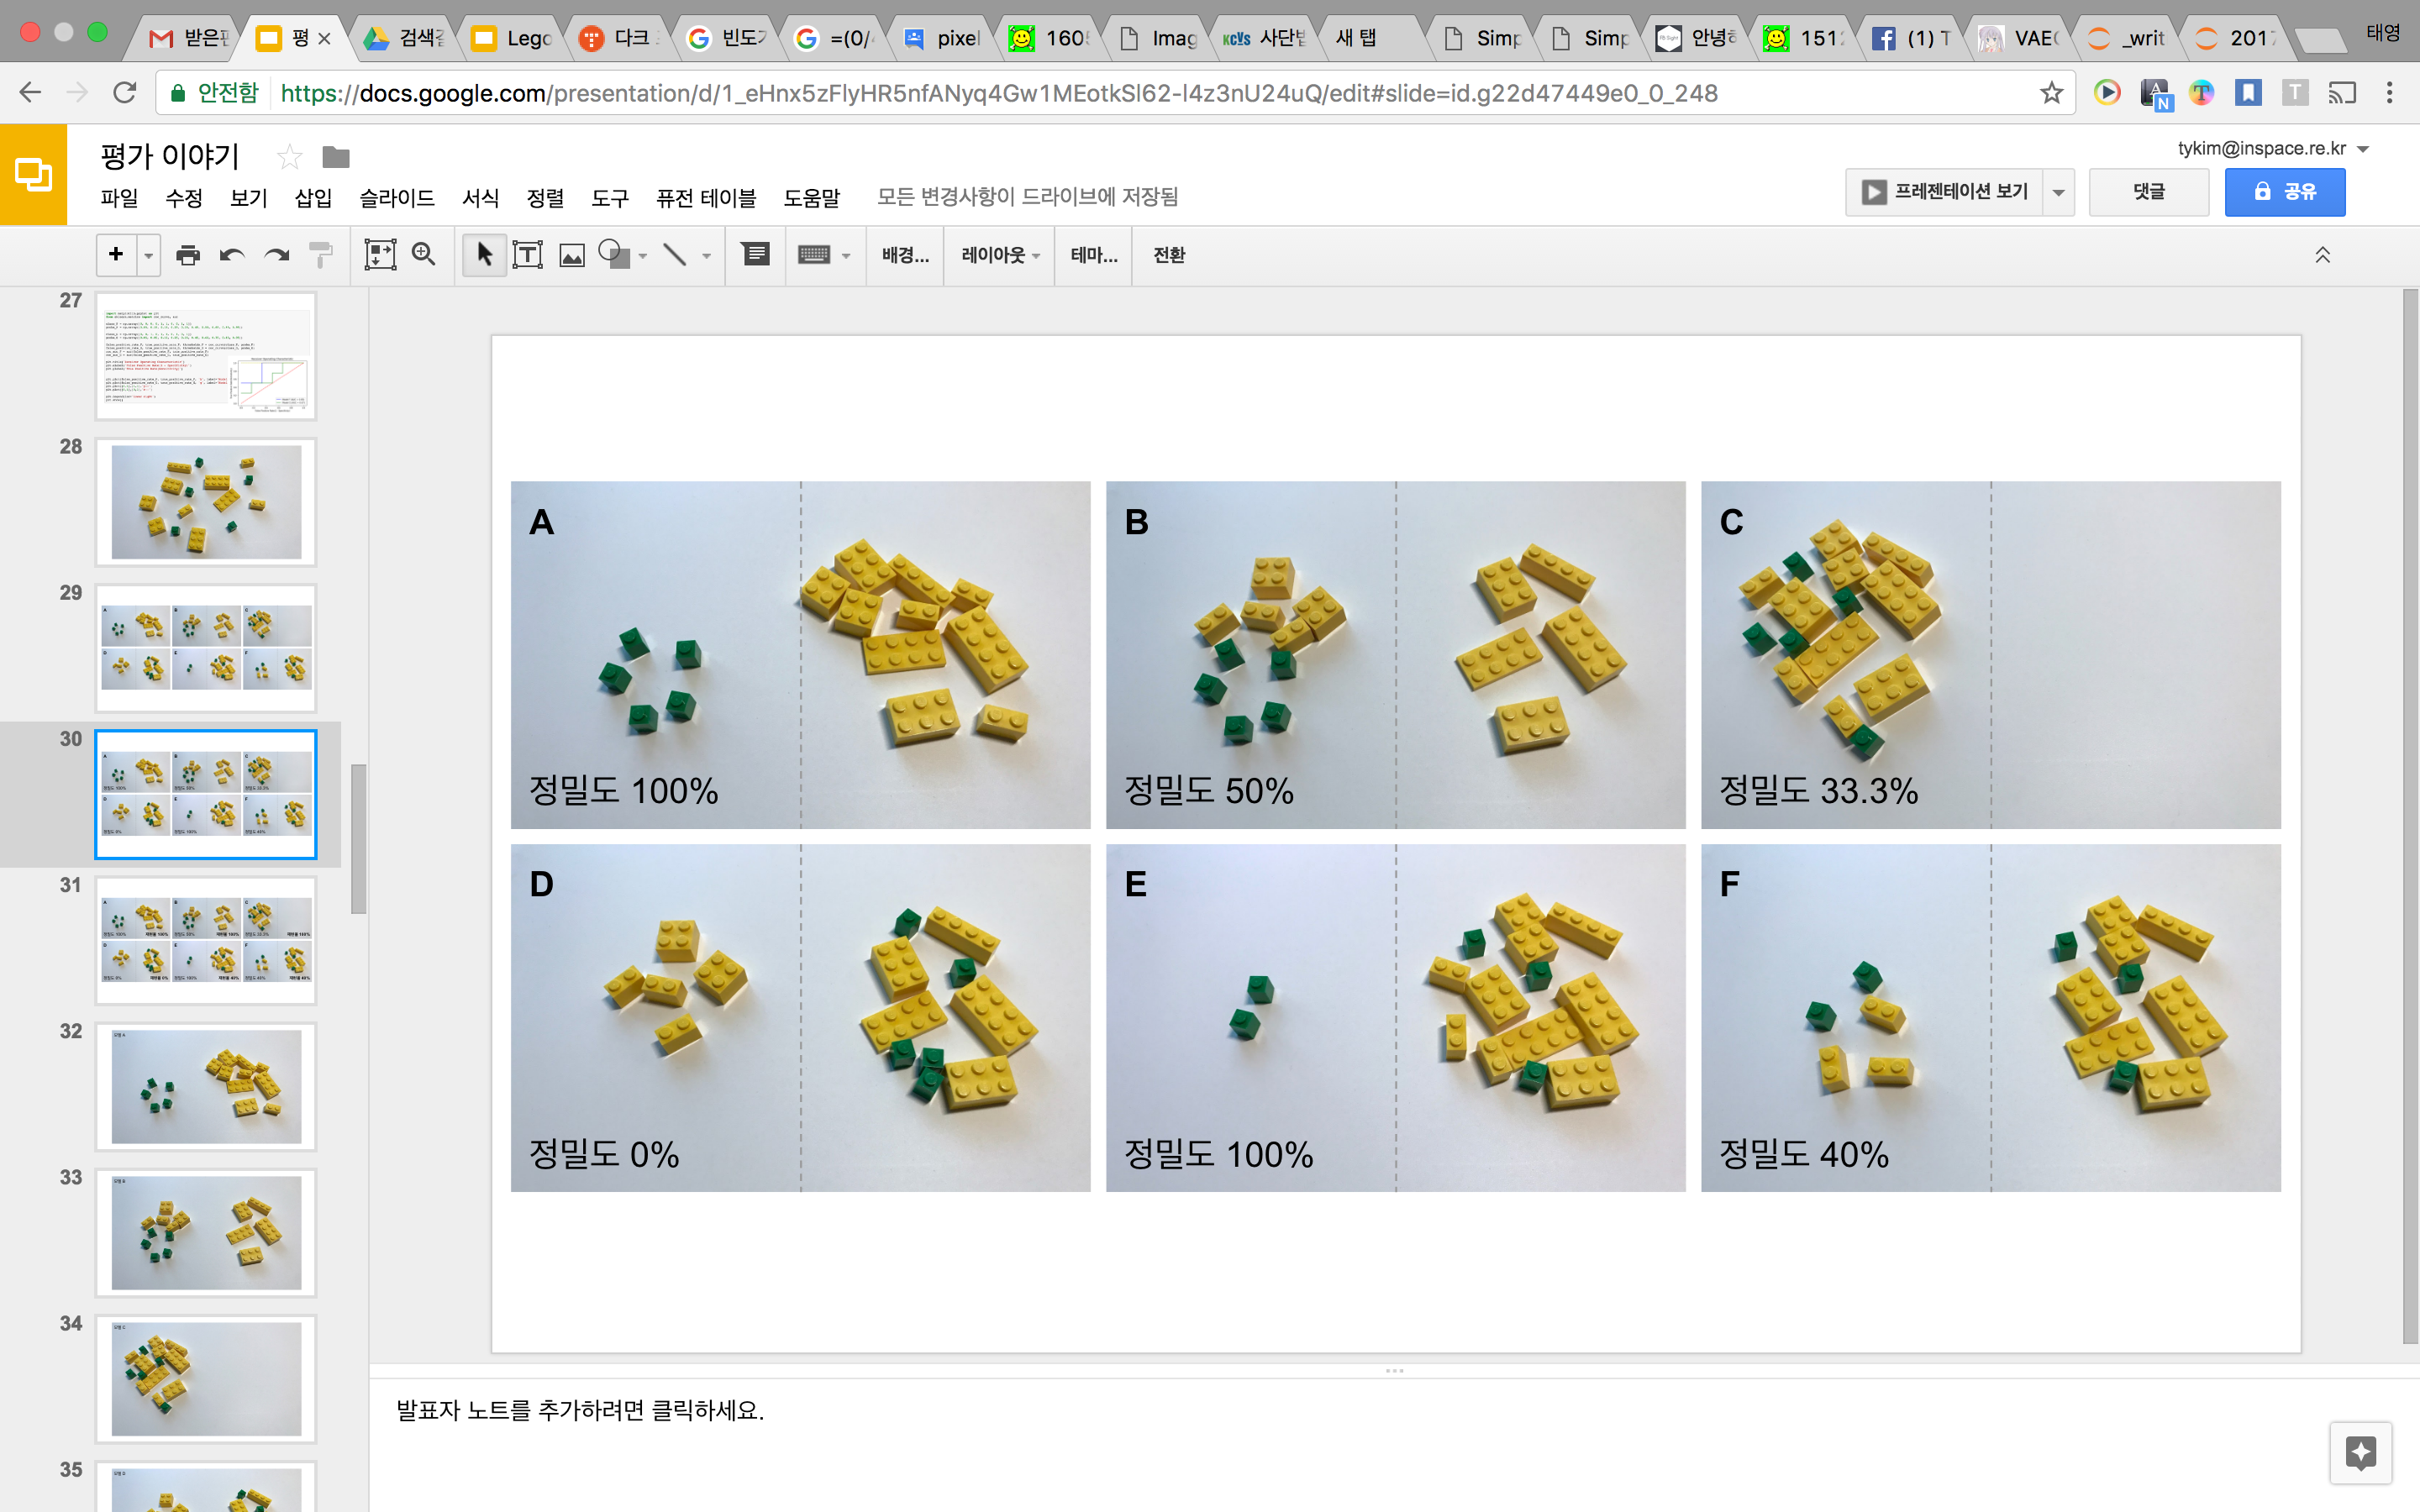 받은편
평
검색결
Lego
다크
빈도
=(0/
pixel
160
Imag
KCVS 사단법
새 탭
Simp
Simp
안녕
151
(1) T
VAE
_writ
201
태영
안전함
https://docs.google.com/presentation/d/1_eHnx5zFlyHR5nfANyq4Gw1MEotkSl62-l4z3nU24uQ/edit#slide=id.g22d47449e0_0_248
평가 이야기
tykim@inspace.re.kr
파일 수정 보기 삽입 슬라이드 서식 정렬 도구 퓨전 테이블 도움말 모든 변경사항이 드라이브에 저장됨
프레젠테이션 보기
댓글
공유
배경...
레이아웃
테마...
전환
27
28
29
30
31
32
33
34
35
A
정밀도 100%
B
정밀도 50%
C
정밀도 33.3%
D
정밀도 0%
E
정밀도 100%
F
정밀도 40%
발표자 노트를 추가하려면 클릭하세요.